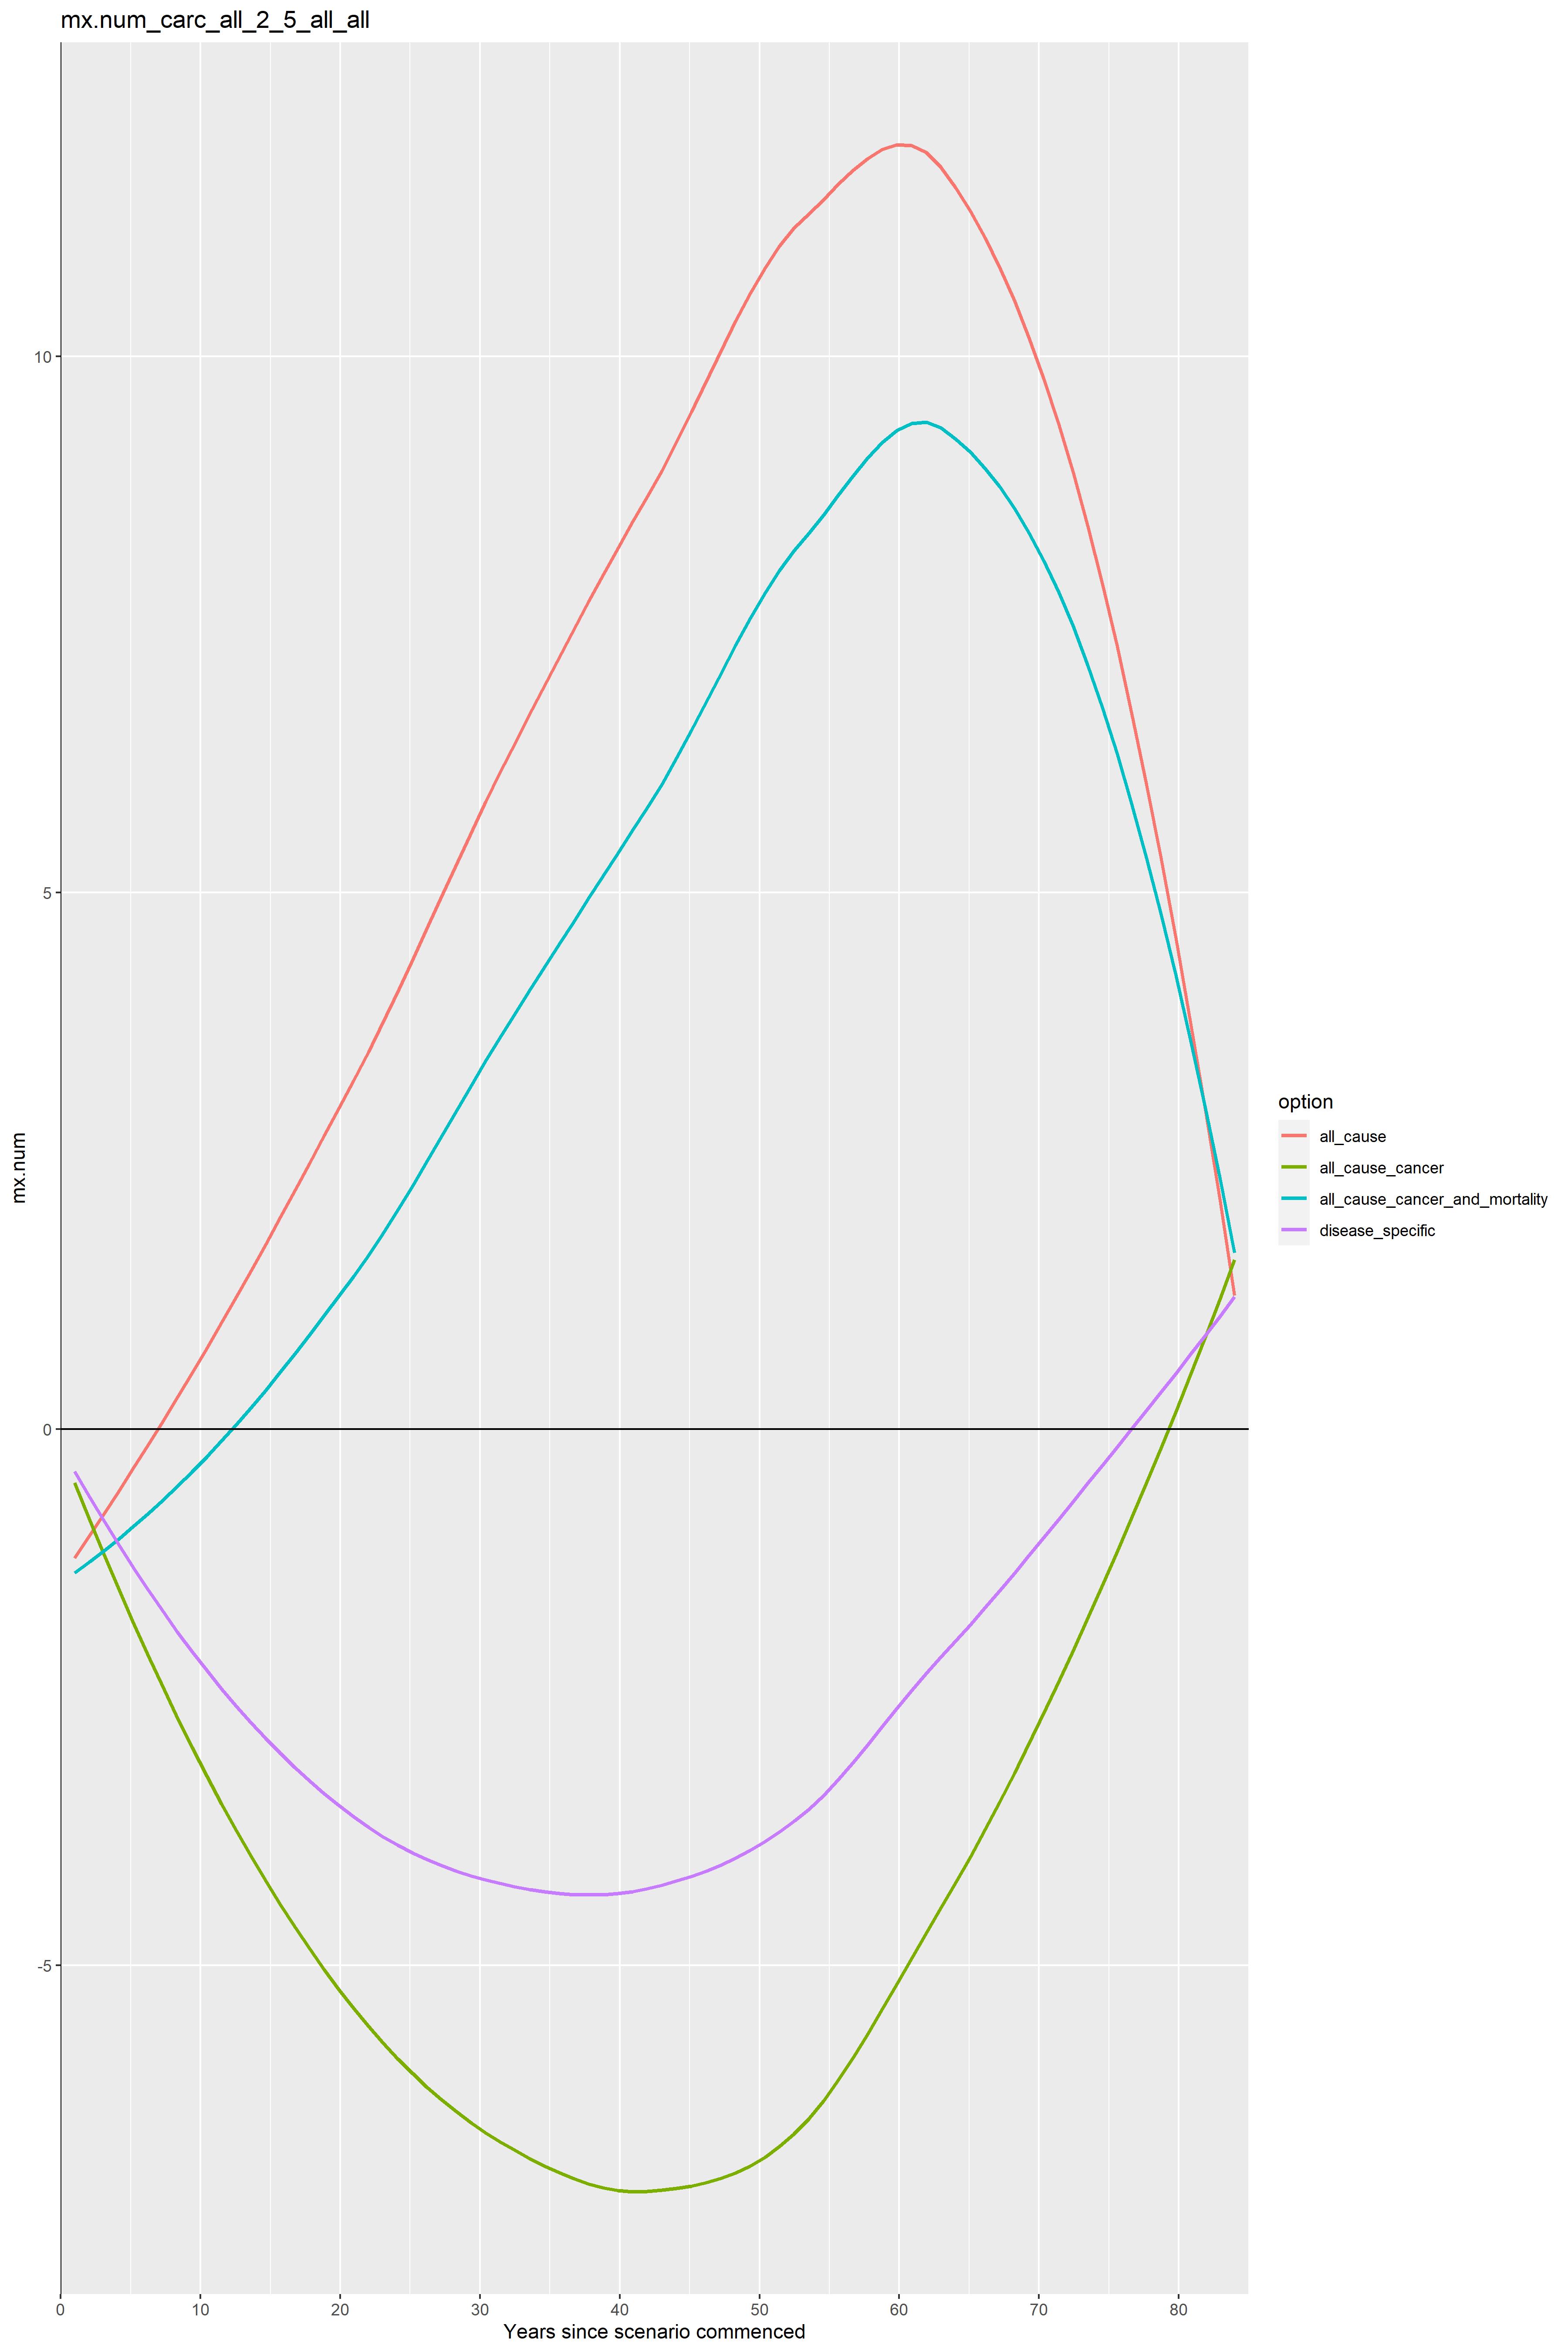 mx.num_carc_all_2_5_all_all
10
5
0
-5
mx.num
0 10 20 30 40 50 60 70 80
Years since scenario commenced
option
all_cause
all_cause_cancer
all_cause_cancer_and_mortality
disease_specific